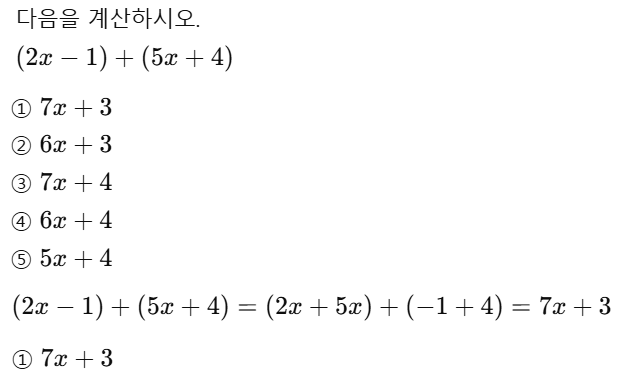 다음을 계산하시오.
(2x − 1) + (5x + 4)
① 7x + 3
② 6x + 3
③ 7x + 4
④ 6x + 4
⑤ 5x + 4
(2x − 1) + (5x + 4) = (2x + 5x) + (−1 + 4) = 7x + 3
① 7x + 3